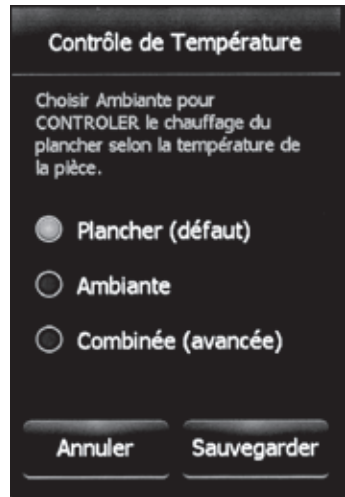 Contrôle de Température
Choisir Ambiante pour
CONTROLER le chauffage du
plancher selon la température de
la pièce.
Plancher (défaut)
Ambiante
Combinée (avancée)
Annuler
Sauvegarder